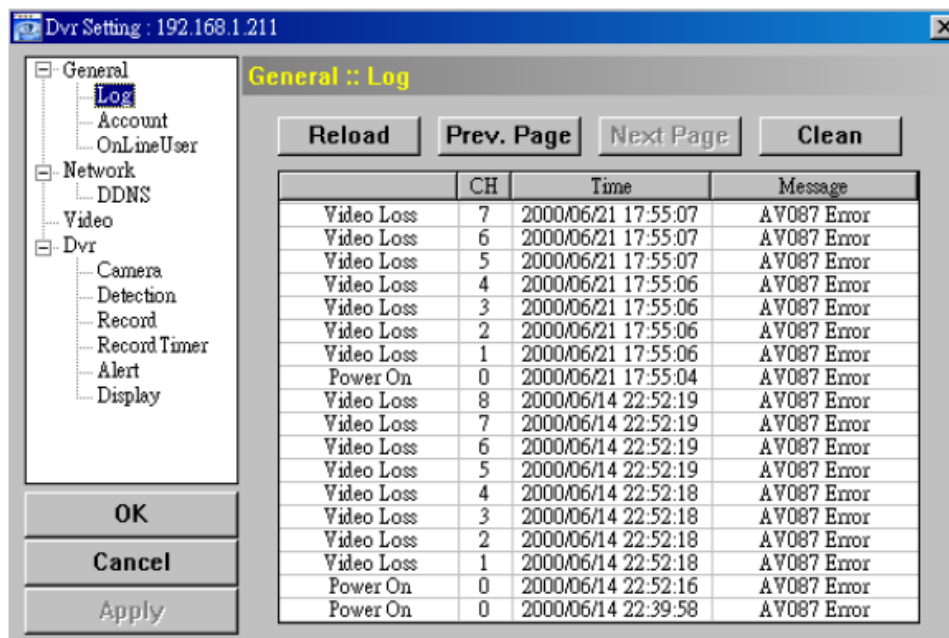 Dvr Setting : 192.168.1.211
General
Log
Account
OnLineUser
Network
DDNS
Video
Dvr
Camera
Detection
Record
Record Timer
Alert
Display
OK
Cancel
Apply
General :: Log
Reload Prev. Page Next Page Clean
CH Time Message
Video Loss 7 2000/06/21 17:55:07 AV087 Error
Video Loss 6 2000/06/21 17:55:07 AV087 Error
Video Loss 5 2000/06/21 17:55:07 AV087 Error
Video Loss 4 2000/06/21 17:55:06 AV087 Error
Video Loss 3 2000/06/21 17:55:06 AV087 Error
Video Loss 2 2000/06/21 17:55:06 AV087 Error
Video Loss 1 2000/06/21 17:55:06 AV087 Error
Power On 0 2000/06/21 17:55:04 AV087 Error
Video Loss 8 2000/06/14 22:52:19 AV087 Error
Video Loss 7 2000/06/14 22:52:19 AV087 Error
Video Loss 6 2000/06/14 22:52:19 AV087 Error
Video Loss 5 2000/06/14 22:52:19 AV087 Error
Video Loss 4 2000/06/14 22:52:18 AV087 Error
Video Loss 3 2000/06/14 22:52:18 AV087 Error
Video Loss 2 2000/06/14 22:52:18 AV087 Error
Video Loss 1 2000/06/14 22:52:18 AV087 Error
Power On 0 2000/06/14 22:52:16 AV087 Error
Power On 0 2000/06/14 22:39:58 AV087 Error